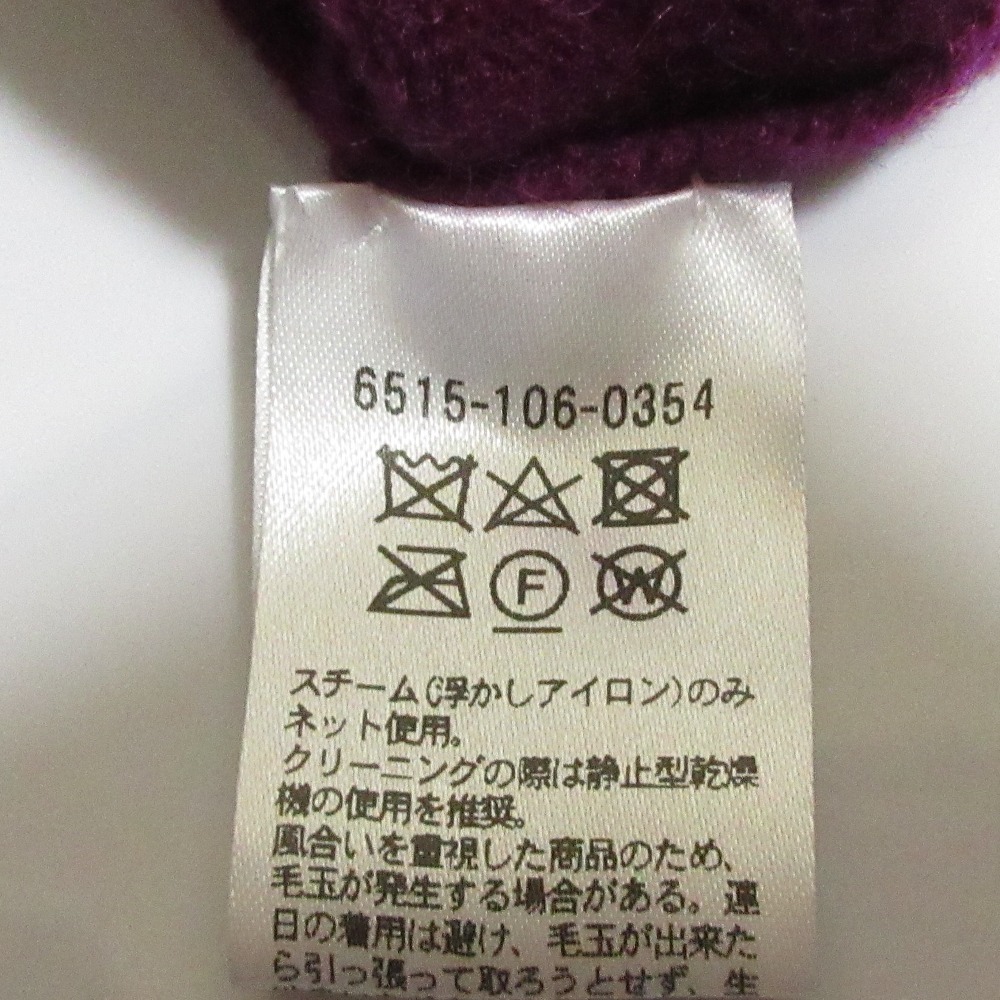 6515-106-0354
F
W
スチーム(浮かしアイロン)のみ
ネット使用。
クリーニングの際は静止型乾燥
機の使用を推奨。
風合いを重視した商品のため、
毛玉が発生する場合がある。連
日の着用は避け、毛玉が出来た
ら引っ張って取ろうとせず、生